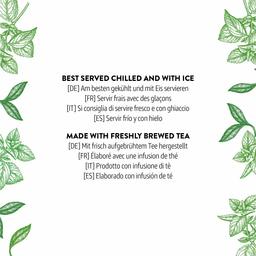 BEST SERVED CHILLED AND WITH ICE
[DE] Am besten gekühlt und mit Eis servieren
[FR] Servir frais avec des glaçons
[IT] Si consiglia di servire fresco e con ghiaccio
[ES] Servir frío y con hielo
MADE WITH FRESHLY BREWED TEA
[DE] Mit frisch aufgebrühtem Tee hergestellt
[FR] Élaboré avec une infusion de thé
[IT] Prodotto con infusione di tè
[ES] Elaborado con infusión de té